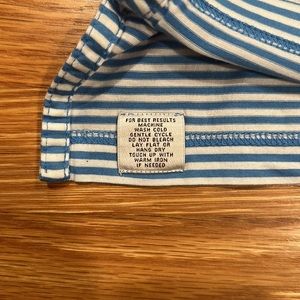 FOR BEST RESULTS
MACHINE
WASH COLD
GENTLE CYCLE
DO NOT BLEACH
LAY FLAT OR
HANG DRY
TOUCH UP WITH
WARM IRON
IF NEEDED